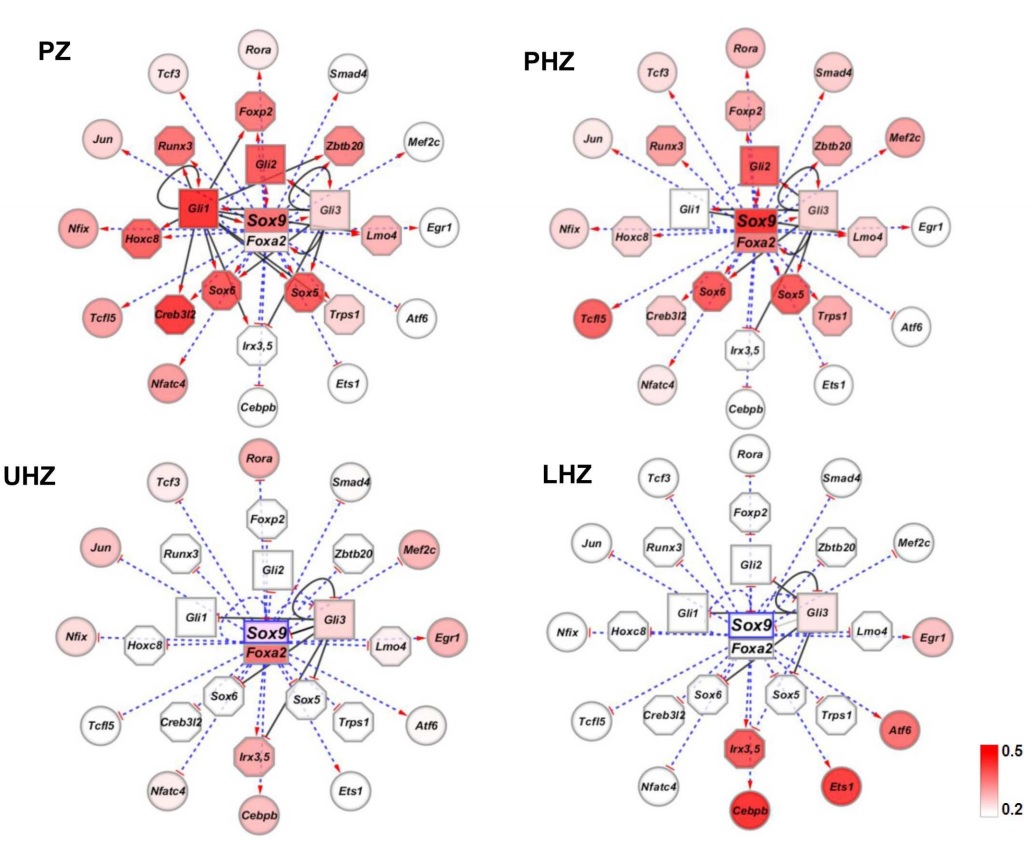 PZ
Rora
Tcf3
Smad4
Foxp2
Jun
Runx3
Zbtb20
Mef2c
Gli2
Gli1
Gli3
Sox9
Nfix
Hoxc8
Foxa2
Lmo4
Egr1
Sox6
Sox5
Tcfl5
Creb3l2
Trps1
Atf6
Irx3,5
Nfatc4
Ets1
Cebpb
PHZ
Rora
Tcf3
Smad4
Foxp2
Jun
Runx3
Zbtb20
Mef2c
Gli2
Gli1
Gli3
Sox9
Nfix
Hoxc8
Foxa2
Lmo4
Egr1
Sox6
Sox5
Tcfl5
Creb3l2
Trps1
Atf6
Irx3,5
Nfatc4
Ets1
Cebpb
UHZ
Rora
Tcf3
Smad4
Foxp2
Jun
Runx3
Zbtb20
Mef2c
Gli2
Gli1
Gli3
Sox9
Nfix
Hoxc8
Foxa2
Lmo4
Egr1
Sox6
Sox5
Tcfl5
Creb3l2
Trps1
Atf6
Irx3,5
Nfatc4
Ets1
Cebpb
LHZ
Rora
Tcf3
Smad4
Foxp2
Jun
Runx3
Zbtb20
Mef2c
Gli2
Gli1
Gli3
Sox9
Nfix
Hoxc8
Foxa2
Lmo4
Egr1
Sox6
Sox5
Tcfl5
Creb3l2
Trps1
Atf6
Irx3,5
Nfatc4
Ets1
Cebpb
0.5
0.2